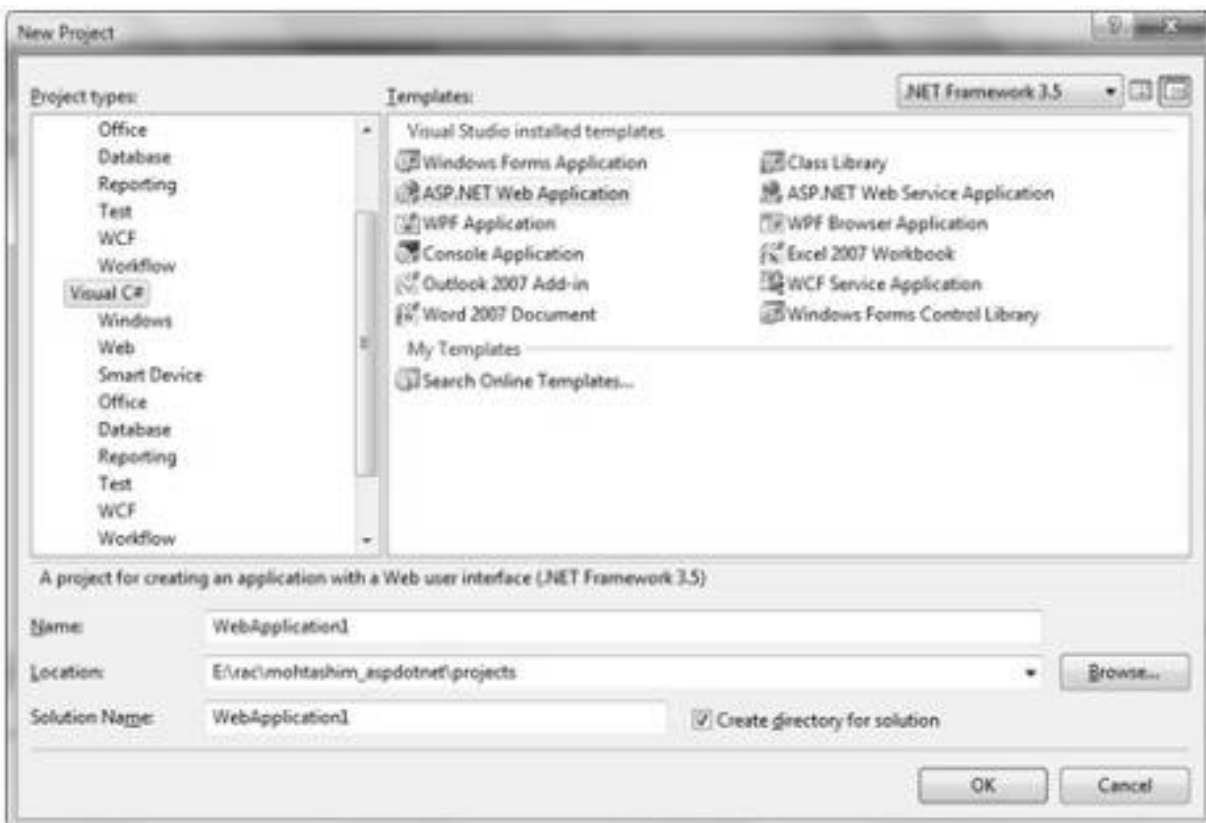 New Project
Project types:
Templates:
.NET Framework 3.5
Office
Database
Reporting
Test
WCF
Workflow
Visual C#
Windows
Web
Smart Device
Office
Database
Reporting
Test
WCF
Workflow
Visual Studio installed templates
Windows Forms Application
Class Library
ASP.NET Web Application
ASP.NET Web Service Application
WPF Application
WPF Browser Application
Console Application
Excel 2007 Workbook
Outlook 2007 Add-in
WCF Service Application
Word 2007 Document
Windows Forms Control Library
My Templates
Search Online Templates...
A project for creating an application with a Web user interface (.NET Framework 3.5)
Name:
WebApplication1
Location:
E:\rac\mohtashim_aspdotnet\projects
Browse...
Solution Name:
WebApplication1
Create directory for solution
OK
Cancel